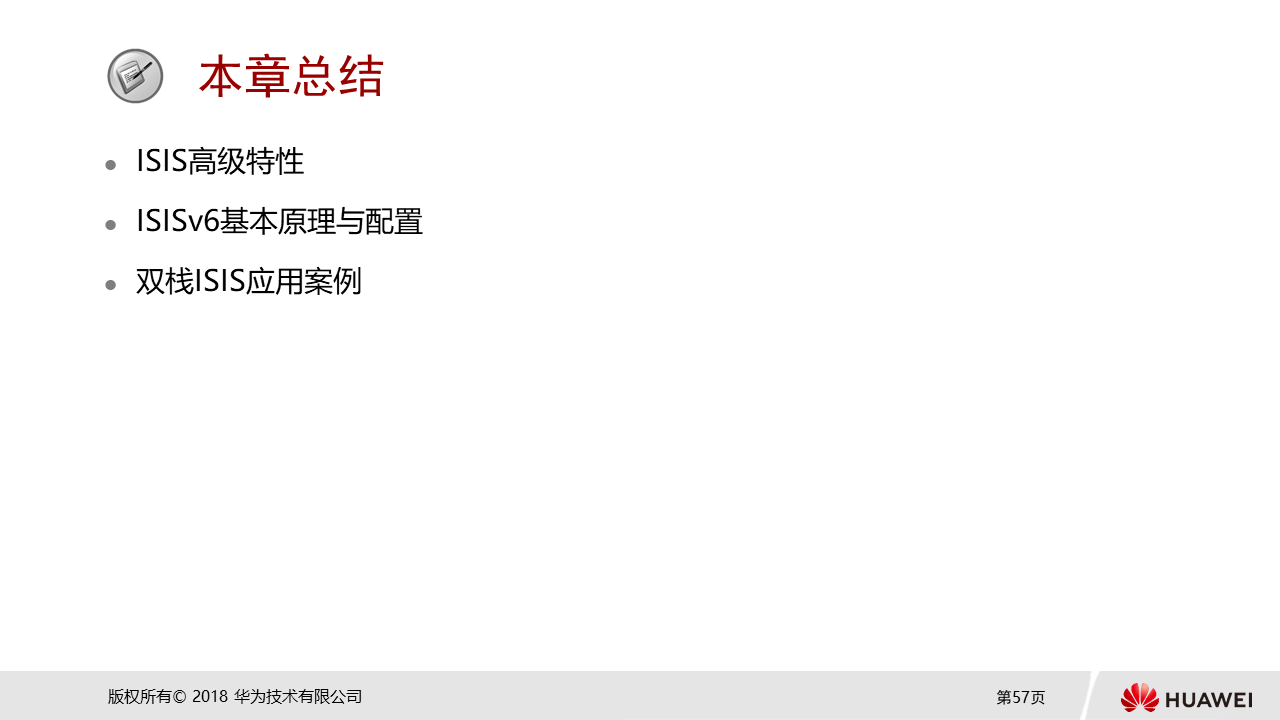 本章总结
ISIS高级特性
ISISv6基本原理与配置
双栈ISIS应用案例
版权所有© 2018 华为技术有限公司
第57页
HUAWEI